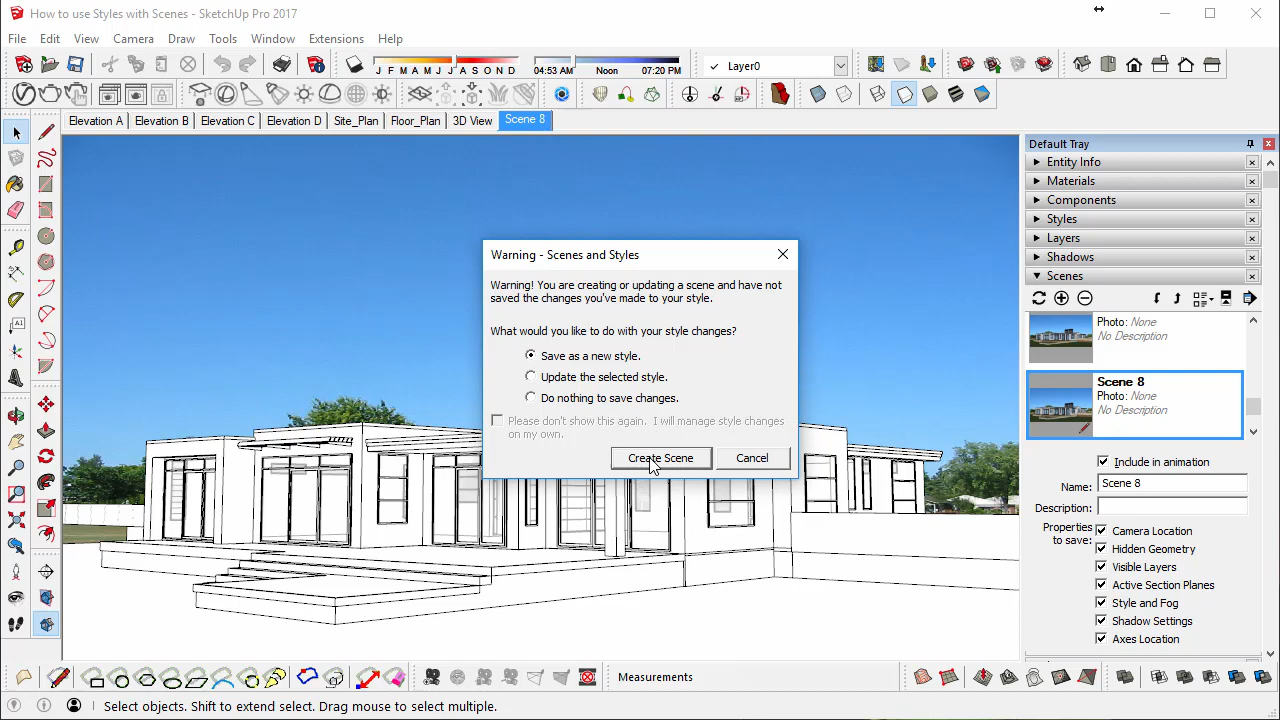 How to use Styles with Scenes - SketchUp Pro 2017
File Edit View Camera Draw Tools Window Extensions Help
J F M A M J J A S O N D
04:53 AM Noon 07:20 PM
Layer0
Elevation A Elevation B Elevation C Elevation D Site_Plan Floor_Plan 3D View Scene 8
Default Tray
Entity Info
Materials
Components
Styles
Layers
Shadows
Scenes
Photo: None
No Description
Scene 8
Photo: None
No Description
Include in animation
Name: Scene 8
Description:
Properties
to save:
Camera Location
Hidden Geometry
Visible Layers
Active Section Planes
Style and Fog
Shadow Settings
Axes Location
Warning - Scenes and Styles
Warning! You are creating or updating a scene and have not
saved the changes you've made to your style.
What would you like to do with your style changes?
Save as a new style.
Update the selected style.
Do nothing to save changes.
Please don't show this again. I will manage style changes
on my own.
Create Scene Cancel
Measurements
Select objects. Shift to extend select. Drag mouse to select multiple.